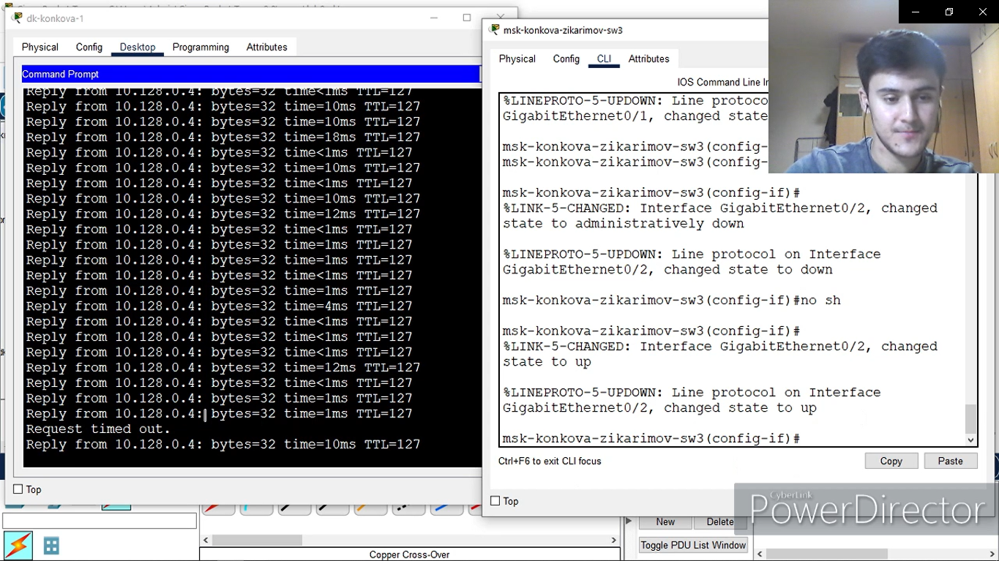 dk-konkova-1
Physical Config Desktop Programming Attributes
Command Prompt
Reply from 10.128.0.4: bytes=32 time<1ms TTL=127
Reply from 10.128.0.4: bytes=32 time=10ms TTL=127
Reply from 10.128.0.4: bytes=32 time=10ms TTL=127
Reply from 10.128.0.4: bytes=32 time=18ms TTL=127
Reply from 10.128.0.4: bytes=32 time<1ms TTL=127
Reply from 10.128.0.4: bytes=32 time=10ms TTL=127
Reply from 10.128.0.4: bytes=32 time<1ms TTL=127
Reply from 10.128.0.4: bytes=32 time=10ms TTL=127
Reply from 10.128.0.4: bytes=32 time=12ms TTL=127
Reply from 10.128.0.4: bytes=32 time<1ms TTL=127
Reply from 10.128.0.4: bytes=32 time=1ms TTL=127
Reply from 10.128.0.4: bytes=32 time<1ms TTL=127
Reply from 10.128.0.4: bytes=32 time<1ms TTL=127
Reply from 10.128.0.4: bytes=32 time=1ms TTL=127
Reply from 10.128.0.4: bytes=32 time=4ms TTL=127
Reply from 10.128.0.4: bytes=32 time<1ms TTL=127
Reply from 10.128.0.4: bytes=32 time<1ms TTL=127
Reply from 10.128.0.4: bytes=32 time<1ms TTL=127
Reply from 10.128.0.4: bytes=32 time=12ms TTL=127
Reply from 10.128.0.4: bytes=32 time<1ms TTL=127
Reply from 10.128.0.4: bytes=32 time=1ms TTL=127
Reply from 10.128.0.4: bytes=32 time=1ms TTL=127
Request timed out.
Reply from 10.128.0.4: bytes=32 time=10ms TTL=127
Top
msk-konkova-zikarimov-sw3
Physical Config CLI Attributes
IOS Command Line In
%LINEPROTO-5-UPDOWN: Line protoco
GigabitEthernet0/1, changed state
msk-konkova-zikarimov-sw3(config-
msk-konkova-zikarimov-sw3(config-
msk-konkova-zikarimov-sw3(config-if)#
%LINK-5-CHANGED: Interface GigabitEthernet0/2, changed
state to administratively down
%LINEPROTO-5-UPDOWN: Line protocol on Interface
GigabitEthernet0/2, changed state to down
msk-konkova-zikarimov-sw3(config-if)#no sh
msk-konkova-zikarimov-sw3(config-if)#
%LINK-5-CHANGED: Interface GigabitEthernet0/2, changed
state to up
%LINEPROTO-5-UPDOWN: Line protocol on Interface
GigabitEthernet0/2, changed state to up
msk-konkova-zikarimov-sw3(config-if)#
Ctrl+F6 to exit CLI focus
Copy Paste
Top
CyberLink
PowerDirector
New Delete
Toggle PDU List Window
Copper Cross-Over